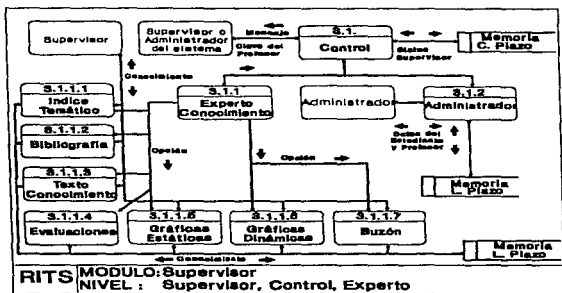 Supervisor
Supervisor o
Administrador
del sistema
Mensaje
Clave del
Profesor
3.1.
Control
Status
Supervisor
Memoria
C. Plazo
Conocimiento
3.1.1.1
Indice
Temático
3.1.1
Experto
Conocimiento
Administrador
3.1.2
Administrador
3.1.1.2
Bibliografía
Opción
Opción
Datos del
Estudiante
y Profesor
3.1.1.3
Texto
Conocimiento
Memoria
L. Plazo
3.1.1.4
Evaluaciones
3.1.1.5
Gráficas
Estáticas
3.1.1.6
Gráficas
Dinámicas
3.1.1.7
Buzón
Memoria
L. Plazo
Conocimiento
RITS
MODULO: Supervisor
NIVEL : Supervisor, Control, Experto